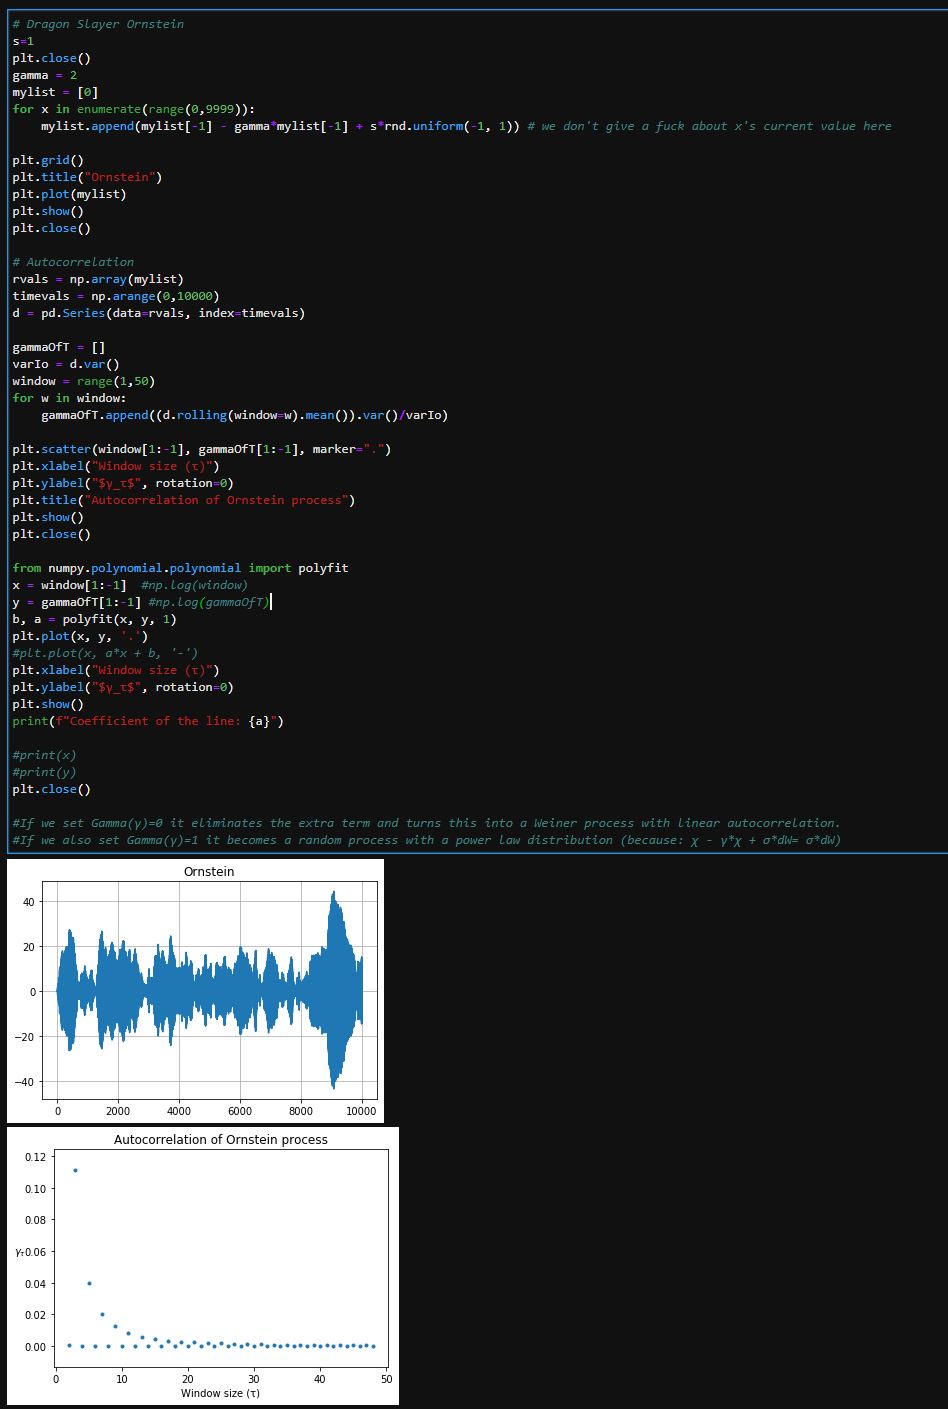 # Dragon Slayer Ornstein
s=1
plt.close()
gamma = 2
mylist = [0]
for x in enumerate(range(0,9999)):
    mylist.append(mylist[-1] - gamma*mylist[-1] + s*rnd.uniform(-1, 1)) # we don't give a fuck about x's current value here
plt.grid()
plt.title("Ornstein")
plt.plot(mylist)
plt.show()
plt.close()
# Autocorrelation
rvals = np.array(mylist)
timevals = np.arange(0,10000)
d = pd.Series(data=rvals, index=timevals)
gammaOfT = []
varIo = d.var()
window = range(1,50)
for w in window:
    gammaOfT.append((d.rolling(window=w).mean()).var()/varIo)
plt.scatter(window[1:-1], gammaOfT[1:-1], marker=".")
plt.xlabel("Window size (τ)")
plt.ylabel("$γ_τ$", rotation=0)
plt.title("Autocorrelation of Ornstein process")
plt.show()
plt.close()
from numpy.polynomial.polynomial import polyfit
x = window[1:-1]  #np.log(window)
y = gammaOfT[1:-1] #np.log(gammaOfT)
b, a = polyfit(x, y, 1)
plt.plot(x, y, '.')
#plt.plot(x, a*x + b, '-')
plt.xlabel("Window size (τ)")
plt.ylabel("$γ_τ$", rotation=0)
plt.show()
print(f"Coefficient of the line: {a}")
#print(x)
#print(y)
plt.close()
#If we set Gamma(γ)=0 it eliminates the extra term and turns this into a Weiner process with linear autocorrelation.
#If we also set Gamma(γ)=1 it becomes a random process with a power law distribution (because: χ - γ*χ + σ*dW= σ*dW)
Ornstein
40
20
0
−20
−40
0 2000 4000 6000 8000 10000
Autocorrelation of Ornstein process
0.12
0.10
0.08
γτ 0.06
0.04
0.02
0.00
0 10 20 30 40 50
Window size (τ)